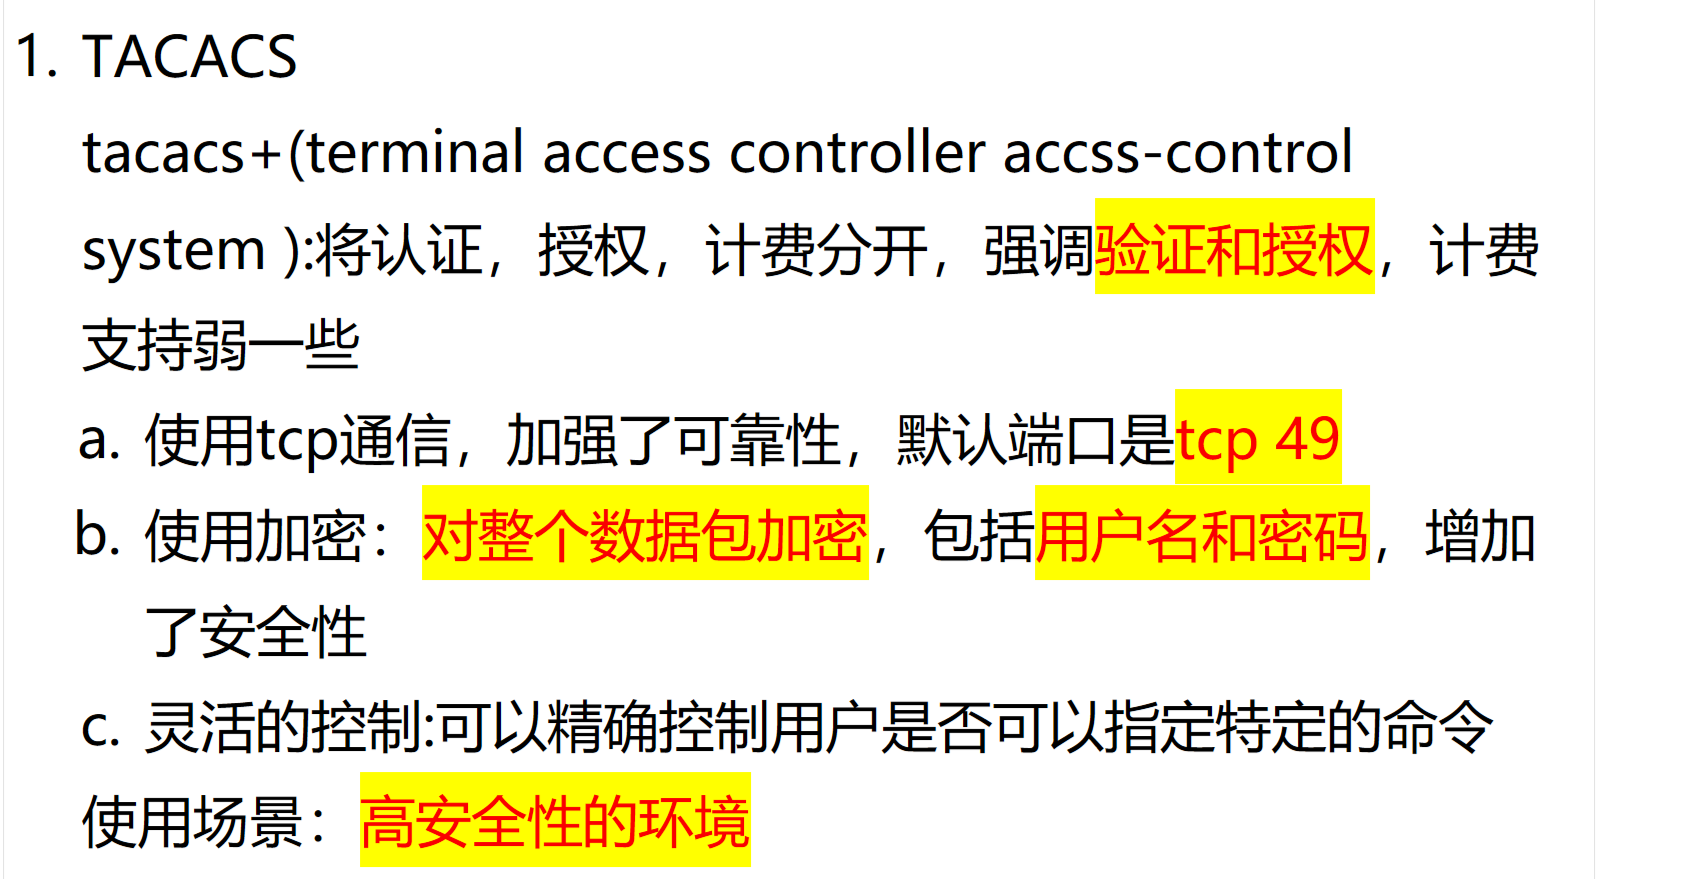 1. TACACS
tacacs+(terminal access controller accss-control
system ):将认证，授权，计费分开，强调验证和授权，计费
支持弱一些
a. 使用tcp通信，加强了可靠性，默认端口是tcp 49
b. 使用加密：对整个数据包加密，包括用户名和密码，增加
了安全性
c. 灵活的控制:可以精确控制用户是否可以指定特定的命令
使用场景：高安全性的环境